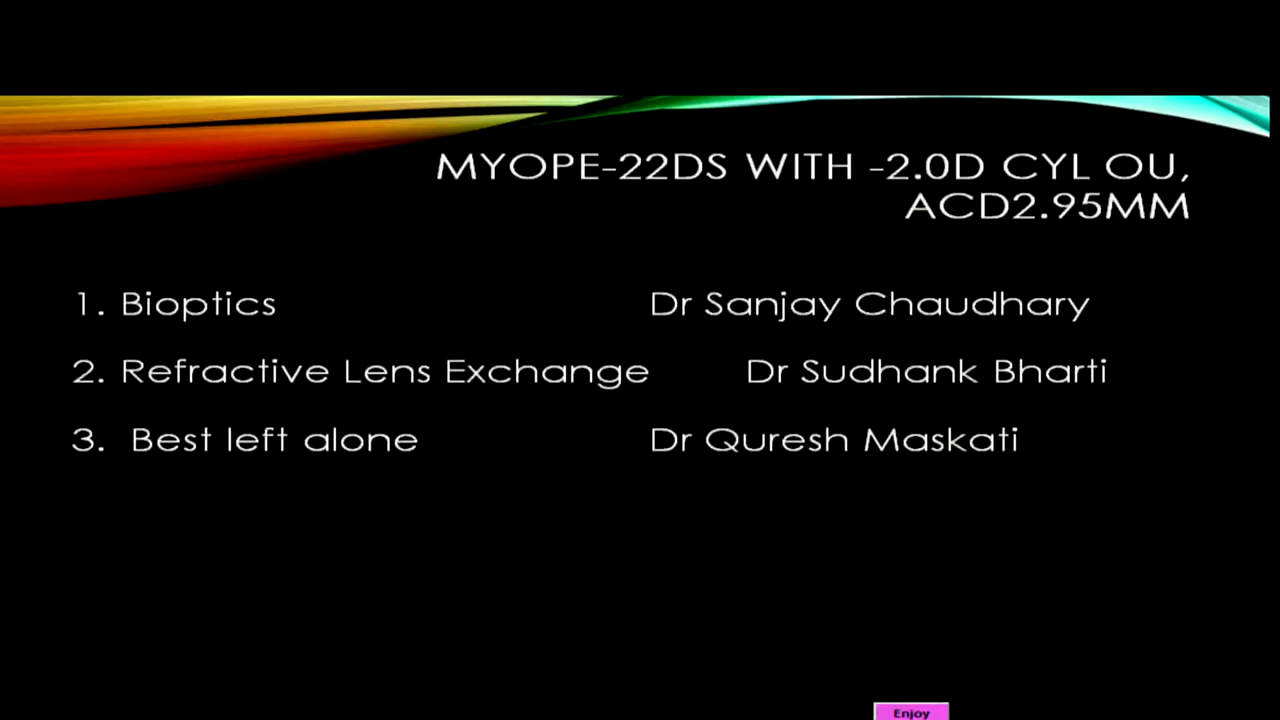 MYOPE-22DS WITH -2.0D CYL OU,
ACD2.95MM
1. Bioptics Dr Sanjay Chaudhary
2. Refractive Lens Exchange Dr Sudhank Bharti
3. Best left alone Dr Quresh Maskati
Enjoy